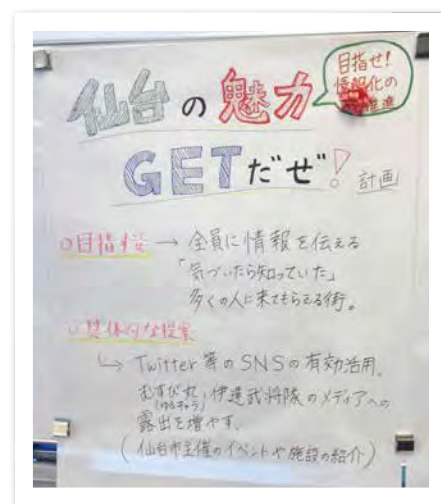 目指せ!
情報化の
推進
仙台の魅力
GETだぜ! 計画
○目指す姿 → 全員に情報を伝える
「気づいたら知っていた」
多くの人に来てもらえる街。
○具体的な提案
↳ Twitter等のSNSの有効活用。
むすび丸,伊達武将隊のメディアへの
(ゆるきゃら)
露出を増やす。
(仙台市主催のイベントや施設の紹介)